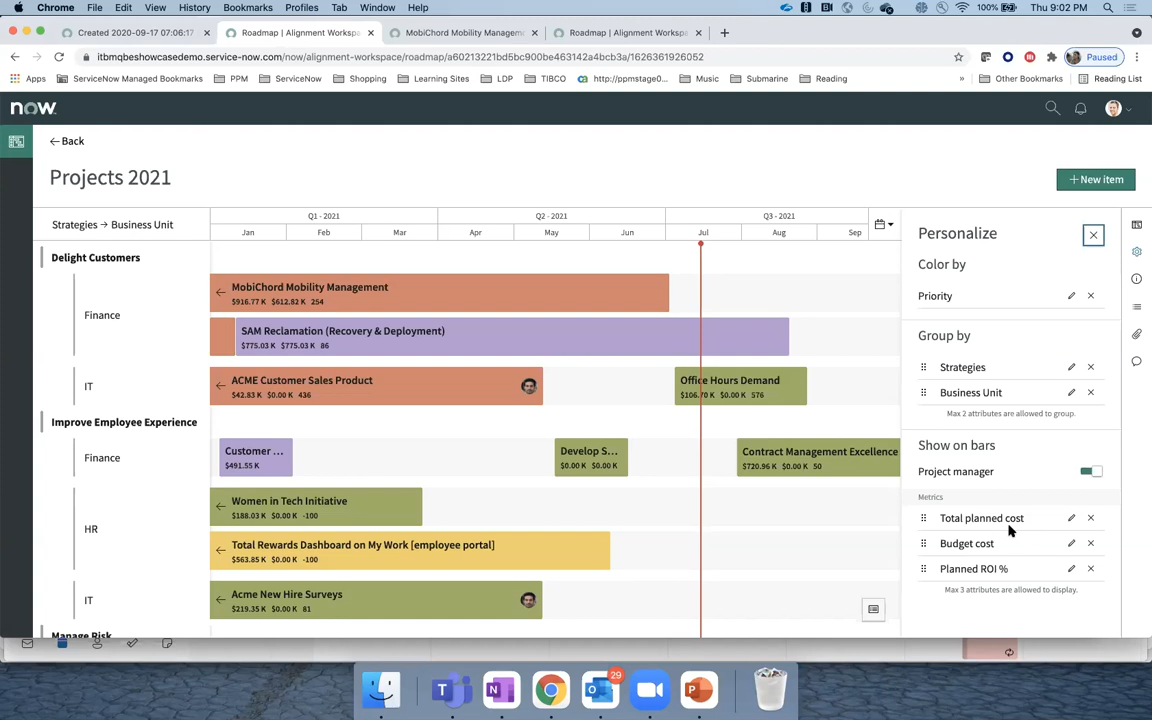 Chrome File Edit View History Bookmarks Profiles Tab Window Help 100% Thu 9:02 PM
Created 2020-09-17 07:06:17 Roadmap | Alignment Workspa MobiChord Mobility Managem Roadmap | Alignment Workspa
itbmqbeshowcasedemo.service-now.com/now/alignment-workspace/roadmap/a60213221bd5bc900be463142a4bcb3a/1626361926052 Paused
Apps ServiceNow Managed Bookmarks PPM ServiceNow Shopping Learning Sites LDP TIBCO http://ppmstage0... Music Submarine Reading » Other Bookmarks Reading List
now.
Back
Projects 2021
New item
Strategies → Business Unit
Q1 - 2021 Q2 - 2021 Q3 - 2021
Jan Feb Mar Apr May Jun Jul Aug Sep
Delight Customers
Finance
MobiChord Mobility Management
$916.77 K $612.82 K 254
SAM Reclamation (Recovery & Deployment)
$775.03 K $775.03 K 86
IT
ACME Customer Sales Product
$42.83 K $0.00 K 436
Office Hours Demand
$106.70 K $0.00 K 576
Improve Employee Experience
Finance
Customer ...
$491.55 K
Develop S...
$0.00 K $0.00 K
Contract Management Excellence
$720.96 K $0.00 K 50
HR
Women in Tech Initiative
$188.03 K $0.00 K -100
Total Rewards Dashboard on My Work [employee portal]
$563.85 K $0.00 K -100
IT
Acme New Hire Surveys
$219.35 K $0.00 K 81
Manage Risk
Personalize
Color by
Priority
Group by
Strategies
Business Unit
Max 2 attributes are allowed to group.
Show on bars
Project manager
Metrics
Total planned cost
Budget cost
Planned ROI %
Max 3 attributes are allowed to display.
29